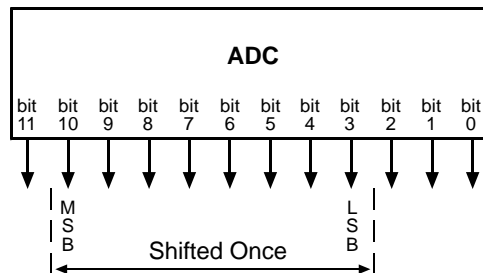 ADC
bit bit bit bit bit bit bit bit bit bit bit bit
11 10 9 8 7 6 5 4 3 2 1 0
MSB LSB
Shifted Once